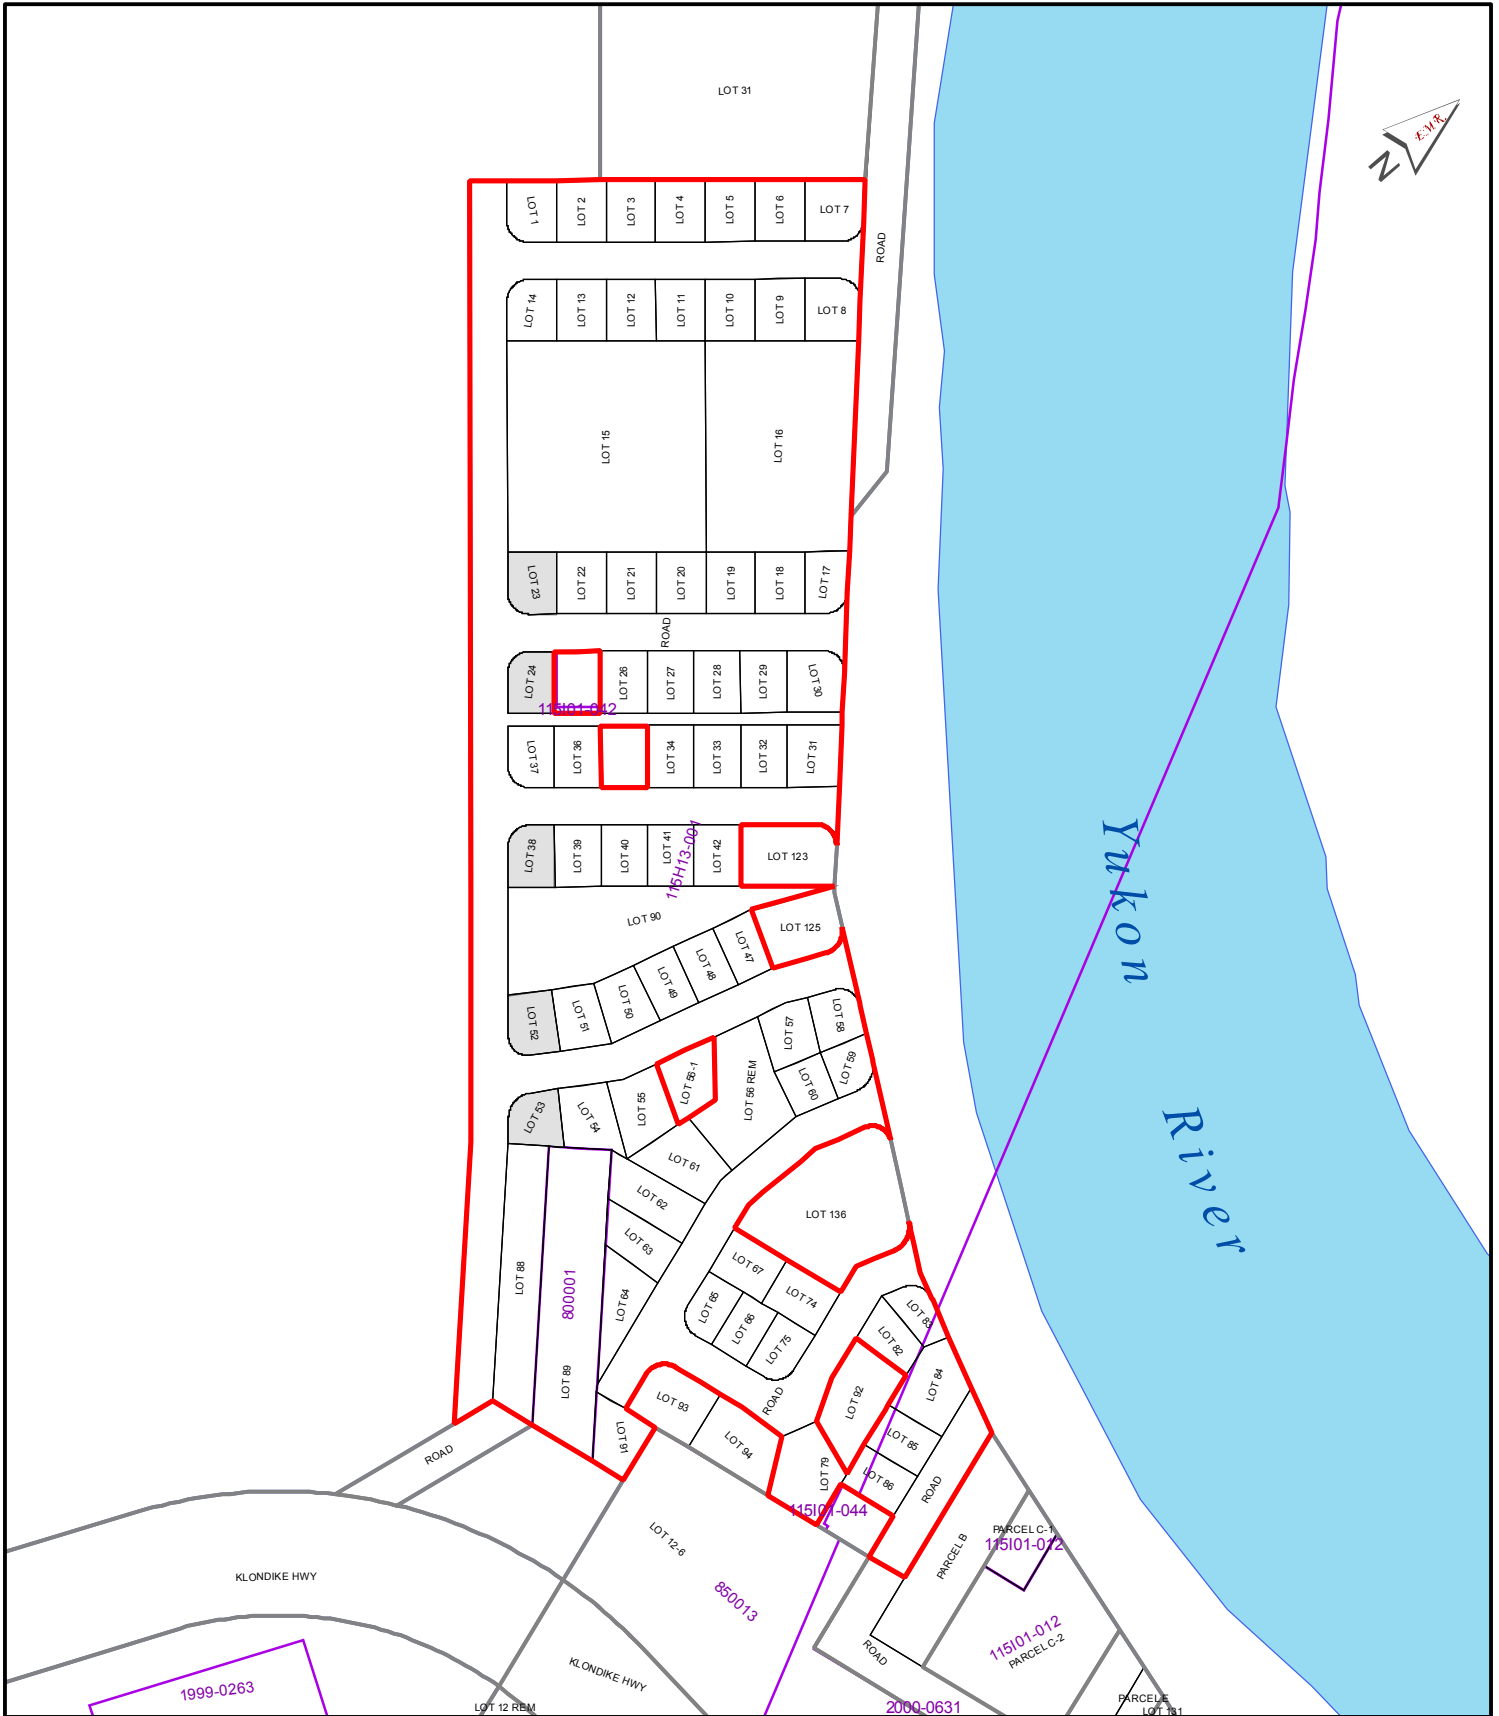 LOT 31
E.M.R.
N
LOT 1
LOT 2
LOT 3
LOT 4
LOT 5
LOT 6
LOT 7
ROAD
LOT 14
LOT 13
LOT 12
LOT 11
LOT 10
LOT 9
LOT 8
LOT 15
LOT 16
LOT 23
LOT 22
LOT 21
LOT 20
LOT 19
LOT 18
LOT 17
ROAD
LOT 24
LOT 26
LOT 27
LOT 28
LOT 29
LOT 30
115I01-042
LOT 37
LOT 36
LOT 34
LOT 33
LOT 32
LOT 31
LOT 38
LOT 39
LOT 40
LOT 41
115H13-001
LOT 42
LOT 123
Yukon
LOT 90
LOT 125
LOT 47
LOT 48
LOT 49
LOT 50
LOT 51
LOT 52
LOT 57
LOT 58
LOT 59
LOT 60
LOT 56-1
LOT 56 REM
LOT 55
LOT 54
LOT 53
River
LOT 61
LOT 62
LOT 63
LOT 64
LOT 136
LOT 67
LOT 74
LOT 65
LOT 66
LOT 75
LOT 88
800001
LOT 89
LOT 83
LOT 82
LOT 84
LOT 92
ROAD
LOT 93
LOT 94
LOT 91
LOT 79
LOT 85
LOT 86
ROAD
ROAD
115I01-044
LOT 12-6
PARCEL B
PARCEL C-1
115I01-012
KLONDIKE HWY
850013
115I01-012
PARCEL C-2
ROAD
KLONDIKE HWY
1999-0263
LOT 12 REM
2000-0631
PARCEL E
LOT 131